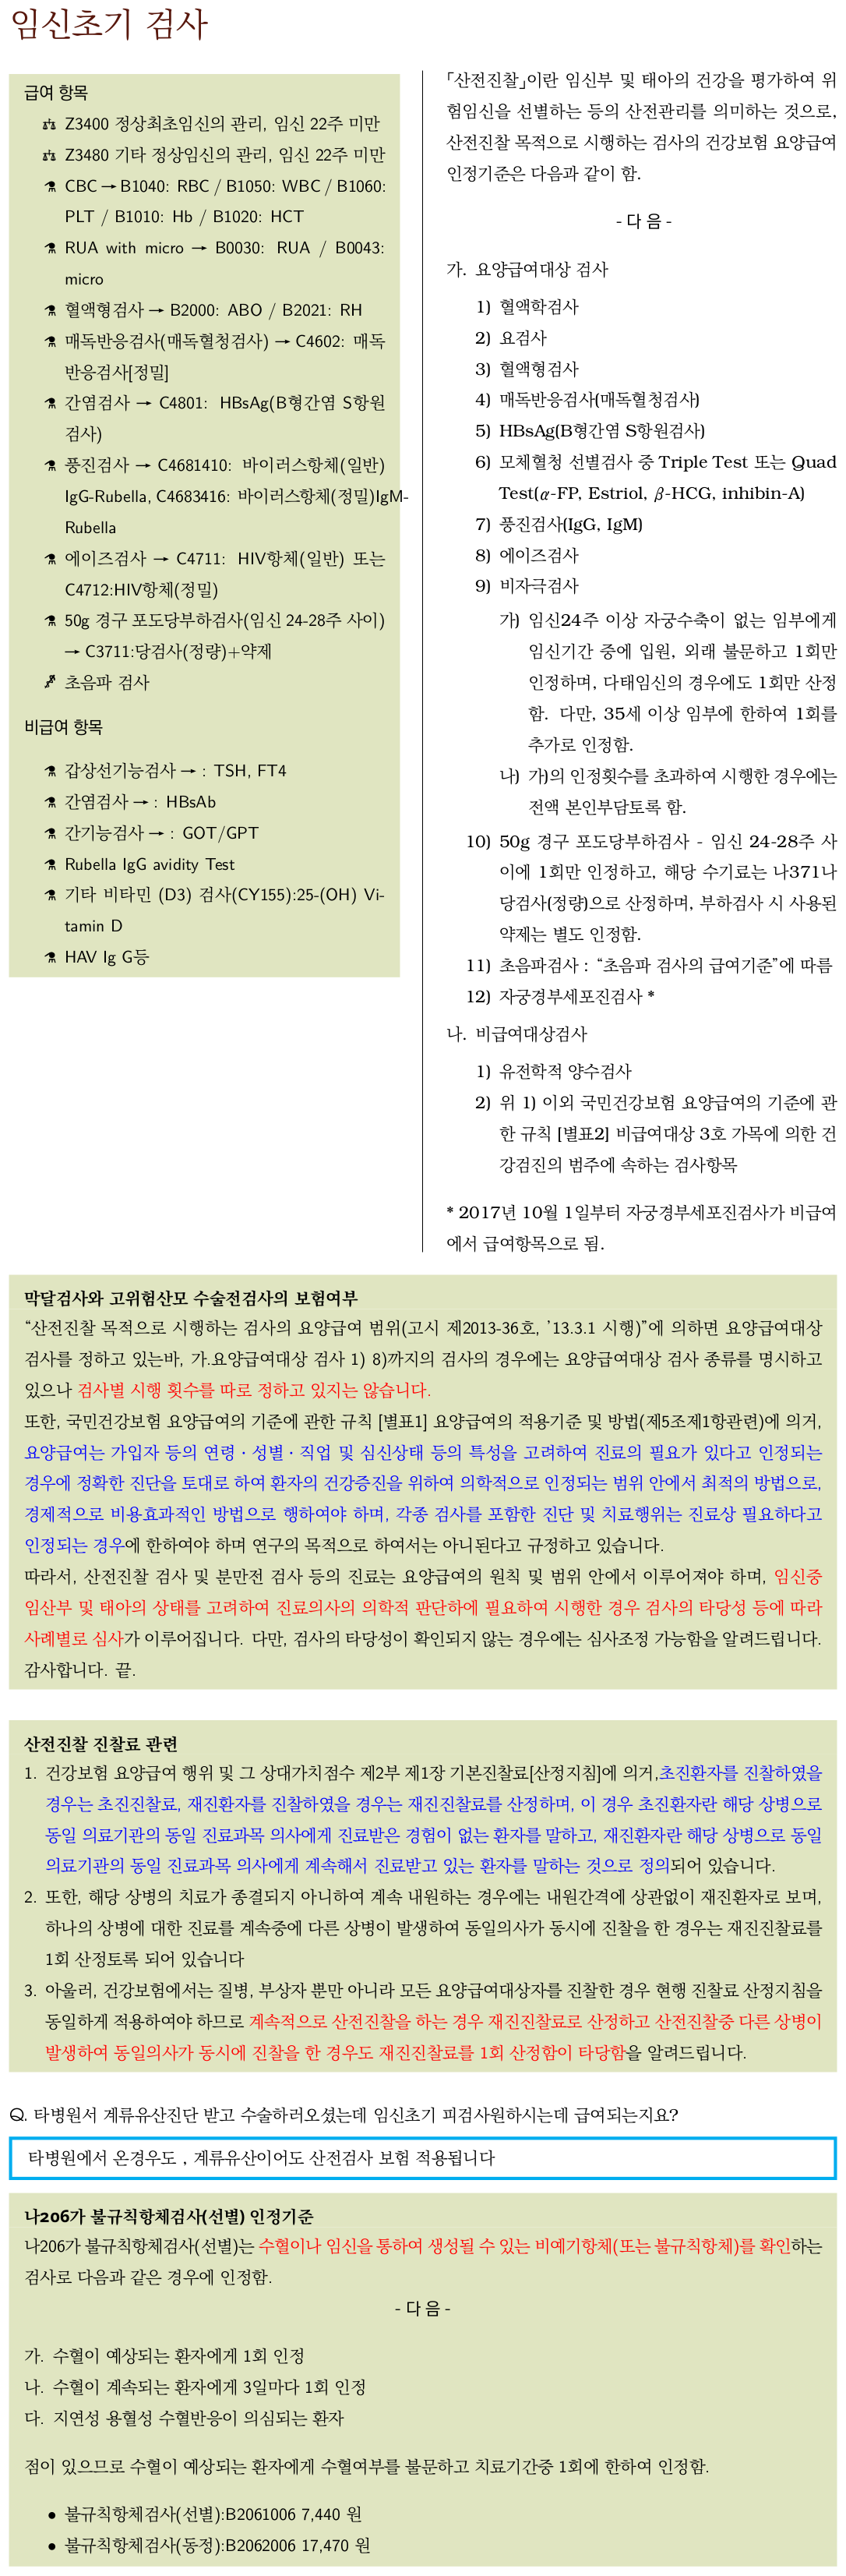 임신초기 검사
급여 항목
Z3400 정상최초임신의 관리, 임신 22주 미만
Z3480 기타 정상임신의 관리, 임신 22주 미만
CBC → B1040: RBC / B1050: WBC / B1060:
PLT / B1010: Hb / B1020: HCT
RUA with micro → B0030: RUA / B0043:
micro
혈액형검사 → B2000: ABO / B2021: RH
매독반응검사(매독혈청검사) → C4602: 매독
반응검사[정밀]
간염검사 → C4801: HBsAg(B형간염 S항원
검사)
풍진검사 → C4681410: 바이러스항체(일반)
IgG-Rubella, C4683416: 바이러스항체(정밀)IgM-
Rubella
에이즈검사 → C4711: HIV항체(일반) 또는
C4712:HIV항체(정밀)
50g 경구 포도당부하검사(임신 24-28주 사이)
→ C3711:당검사(정량)+약제
초음파 검사
비급여 항목
갑상선기능검사 → : TSH, FT4
간염검사 → : HBsAb
간기능검사 → : GOT/GPT
Rubella IgG avidity Test
기타 비타민 (D3) 검사(CY155):25-(OH) Vi-
tamin D
HAV Ig G등
「산전진찰」이란 임신부 및 태아의 건강을 평가하여 위
험임신을 선별하는 등의 산전관리를 의미하는 것으로,
산전진찰 목적으로 시행하는 검사의 건강보험 요양급여
인정기준은 다음과 같이 함.
- 다 음 -
가. 요양급여대상 검사
1) 혈액학검사
2) 요검사
3) 혈액형검사
4) 매독반응검사(매독혈청검사)
5) HBsAg(B형간염 S항원검사)
6) 모체혈청 선별검사 중 Triple Test 또는 Quad
Test(α-FP, Estriol, β-HCG, inhibin-A)
7) 풍진검사(IgG, IgM)
8) 에이즈검사
9) 비자극검사
가) 임신24주 이상 자궁수축이 없는 임부에게
임신기간 중에 입원, 외래 불문하고 1회만
인정하며, 다태임신의 경우에도 1회만 산정
함. 다만, 35세 이상 임부에 한하여 1회를
추가로 인정함.
나) 가)의 인정횟수를 초과하여 시행한 경우에는
전액 본인부담토록 함.
10) 50g 경구 포도당부하검사 - 임신 24-28주 사
이에 1회만 인정하고, 해당 수기료는 나371나
당검사(정량)으로 산정하며, 부하검사 시 사용된
약제는 별도 인정함.
11) 초음파검사 : “초음파 검사의 급여기준”에 따름
12) 자궁경부세포진검사 *
나. 비급여대상검사
1) 유전학적 양수검사
2) 위 1) 이외 국민건강보험 요양급여의 기준에 관
한 규칙 [별표2] 비급여대상 3호 가목에 의한 건
강검진의 범주에 속하는 검사항목
* 2017년 10월 1일부터 자궁경부세포진검사가 비급여
에서 급여항목으로 됨.
막달검사와 고위험산모 수술전검사의 보험여부
“산전진찰 목적으로 시행하는 검사의 요양급여 범위(고시 제2013-36호, ’13.3.1 시행)”에 의하면 요양급여대상
검사를 정하고 있는바, 가.요양급여대상 검사 1) 8)까지의 검사의 경우에는 요양급여대상 검사 종류를 명시하고
있으나 검사별 시행 횟수를 따로 정하고 있지는 않습니다.
또한, 국민건강보험 요양급여의 기준에 관한 규칙 [별표1] 요양급여의 적용기준 및 방법(제5조제1항관련)에 의거,
요양급여는 가입자 등의 연령 · 성별 · 직업 및 심신상태 등의 특성을 고려하여 진료의 필요가 있다고 인정되는
경우에 정확한 진단을 토대로 하여 환자의 건강증진을 위하여 의학적으로 인정되는 범위 안에서 최적의 방법으로,
경제적으로 비용효과적인 방법으로 행하여야 하며, 각종 검사를 포함한 진단 및 치료행위는 진료상 필요하다고
인정되는 경우에 한하여야 하며 연구의 목적으로 하여서는 아니된다고 규정하고 있습니다.
따라서, 산전진찰 검사 및 분만전 검사 등의 진료는 요양급여의 원칙 및 범위 안에서 이루어져야 하며, 임신중
임산부 및 태아의 상태를 고려하여 진료의사의 의학적 판단하에 필요하여 시행한 경우 검사의 타당성 등에 따라
사례별로 심사가 이루어집니다. 다만, 검사의 타당성이 확인되지 않는 경우에는 심사조정 가능함을 알려드립니다.
감사합니다. 끝.
산전진찰 진찰료 관련
1. 건강보험 요양급여 행위 및 그 상대가치점수 제2부 제1장 기본진찰료[산정지침]에 의거,초진환자를 진찰하였을
경우는 초진진찰료, 재진환자를 진찰하였을 경우는 재진진찰료를 산정하며, 이 경우 초진환자란 해당 상병으로
동일 의료기관의 동일 진료과목 의사에게 진료받은 경험이 없는 환자를 말하고, 재진환자란 해당 상병으로 동일
의료기관의 동일 진료과목 의사에게 계속해서 진료받고 있는 환자를 말하는 것으로 정의되어 있습니다.
2. 또한, 해당 상병의 치료가 종결되지 아니하여 계속 내원하는 경우에는 내원간격에 상관없이 재진환자로 보며,
하나의 상병에 대한 진료를 계속중에 다른 상병이 발생하여 동일의사가 동시에 진찰을 한 경우는 재진진찰료를
1회 산정토록 되어 있습니다
3. 아울러, 건강보험에서는 질병, 부상자 뿐만 아니라 모든 요양급여대상자를 진찰한 경우 현행 진찰료 산정지침을
동일하게 적용하여야 하므로 계속적으로 산전진찰을 하는 경우 재진진찰료로 산정하고 산전진찰중 다른 상병이
발생하여 동일의사가 동시에 진찰을 한 경우도 재진진찰료를 1회 산정함이 타당함을 알려드립니다.
Q. 타병원서 계류유산진단 받고 수술하러오셨는데 임신초기 피검사원하시는데 급여되는지요?
타병원에서 온경우도 , 계류유산이어도 산전검사 보험 적용됩니다
나206가 불규칙항체검사(선별) 인정기준
나206가 불규칙항체검사(선별)는 수혈이나 임신을 통하여 생성될 수 있는 비예기항체(또는 불규칙항체)를 확인하는
검사로 다음과 같은 경우에 인정함.
- 다 음 -
가. 수혈이 예상되는 환자에게 1회 인정
나. 수혈이 계속되는 환자에게 3일마다 1회 인정
다. 지연성 용혈성 수혈반응이 의심되는 환자
점이 있으므로 수혈이 예상되는 환자에게 수혈여부를 불문하고 치료기간중 1회에 한하여 인정함.
• 불규칙항체검사(선별):B2061006 7,440 원
• 불규칙항체검사(동정):B2062006 17,470 원